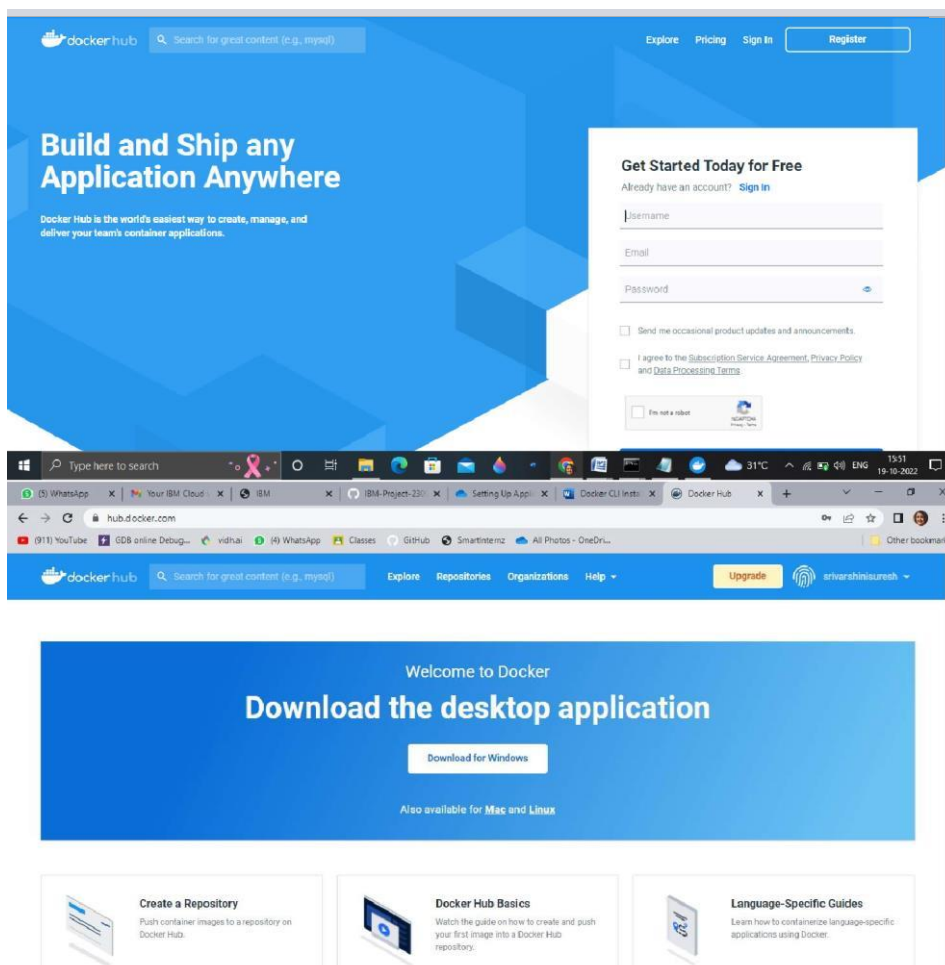 dockerhub
Search for great content (e.g., mysql)
Explore Pricing Sign In Register
Build and Ship any
Application Anywhere
Docker Hub is the world's easiest way to create, manage, and
deliver your team's container applications.
Get Started Today for Free
Already have an account? Sign In
Username
Email
Password
Send me occasional product updates and announcements.
I agree to the Subscription Service Agreement, Privacy Policy
and Data Processing Terms
I'm not a robot
reCAPTCHA
Privacy - Terms
Type here to search
31°C
ENG
15:51
19-10-2022
(5) WhatsApp
Your IBM Cloud
IBM
IBM-Project-230
Setting Up Appli
Docker CLI Insta
Docker Hub
hub.docker.com
(911) YouTube
GDB online Debug...
vidhai
(4) WhatsApp
Classes
GitHub
Smartinternz
All Photos - OneDri...
Other bookmar
dockerhub
Search for great content (e.g., mysql)
Explore Repositories Organizations Help
Upgrade
srivarshinisuresh
Welcome to Docker
Download the desktop application
Download for Windows
Also available for Mac and Linux
Create a Repository
Push container images to a repository on
Docker Hub.
Docker Hub Basics
Watch the guide on how to create and push
your first image into a Docker Hub
repository.
Language-Specific Guides
Learn how to containerize language-specific
applications using Docker.